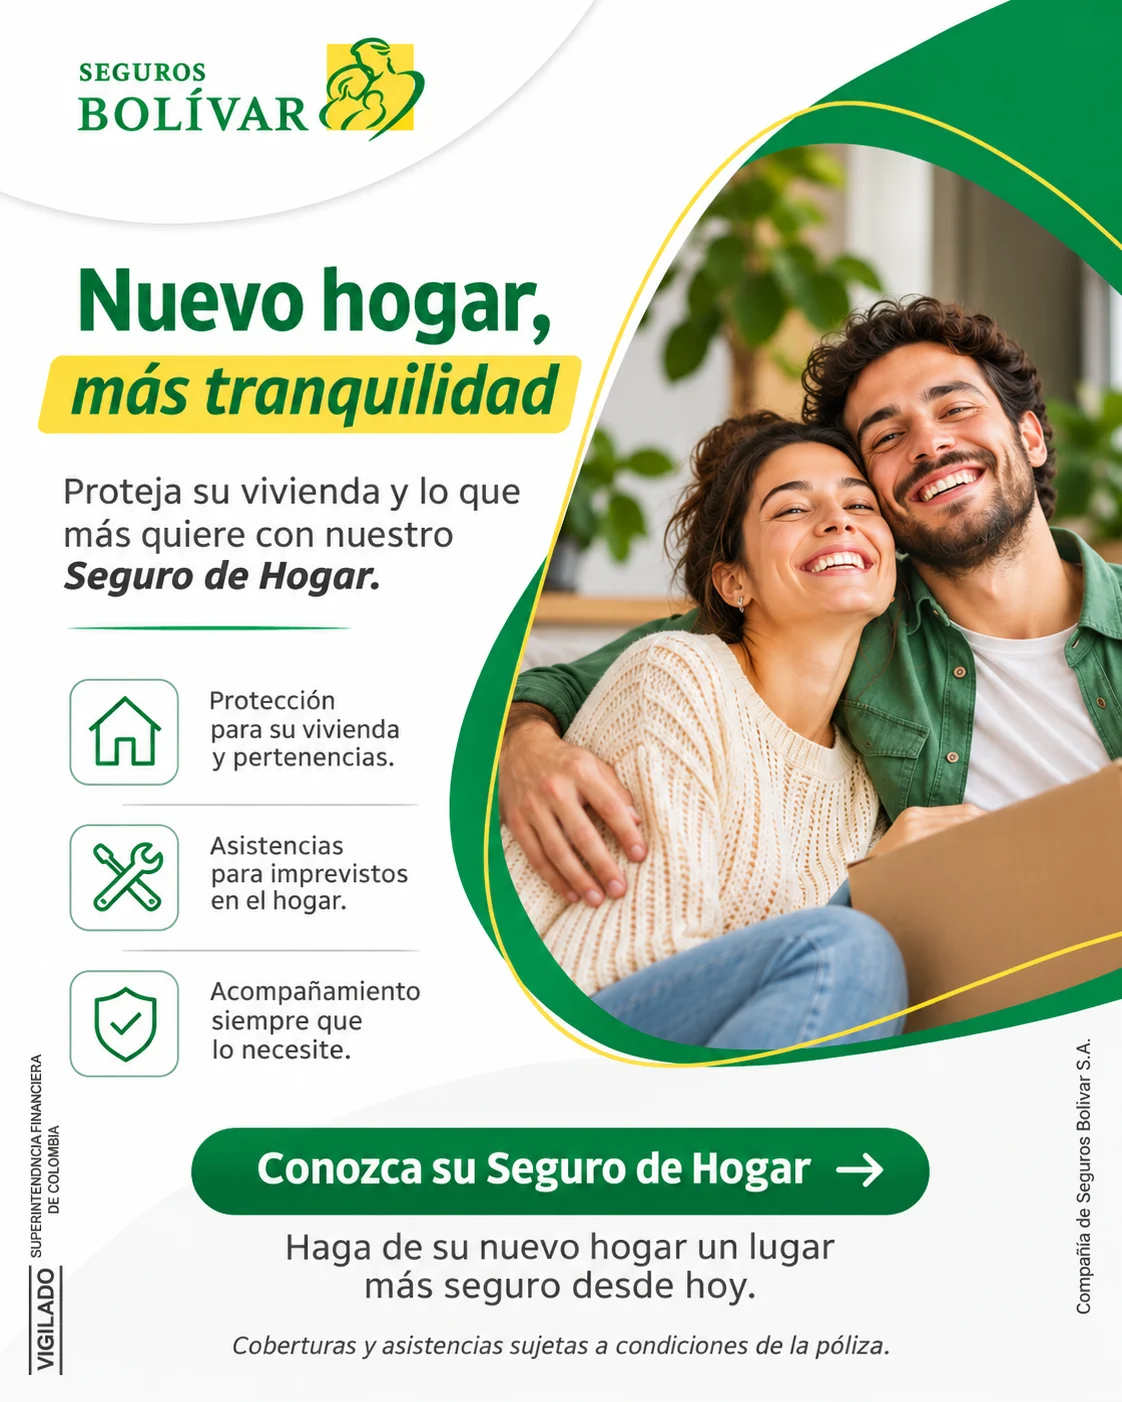 SEGUROS
BOLÍVAR
Nuevo hogar,
más tranquilidad
Proteja su vivienda y lo que
más quiere con nuestro
Seguro de Hogar.
Protección
para su vivienda
y pertenencias.
Asistencias
para imprevistos
en el hogar.
Acompañamiento
siempre que
lo necesite.
Conozca su Seguro de Hogar
Haga de su nuevo hogar un lugar
más seguro desde hoy.
Coberturas y asistencias sujetas a condiciones de la póliza.
VIGILADO
SUPERINTENDNCIA FINANCIERA
DE COLOMBIA
Compañía de Seguros Bolivar S.A.